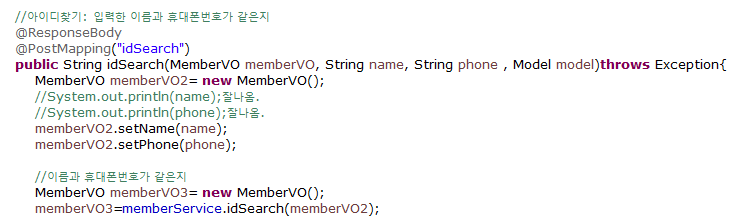 //아이디찾기: 입력한 이름과 휴대폰번호가 같은지
@ResponseBody
@PostMapping("idSearch")
public String idSearch(MemberVO memberVO, String name, String phone , Model model)throws Exception{
MemberVO memberVO2= new MemberVO();
//System.out.println(name);잘나옴.
//System.out.println(phone);잘나옴.
memberVO2.setName(name);
memberVO2.setPhone(phone);
//이름과 휴대폰번호가 같은지
MemberVO memberVO3= new MemberVO();
memberVO3=memberService.idSearch(memberVO2);